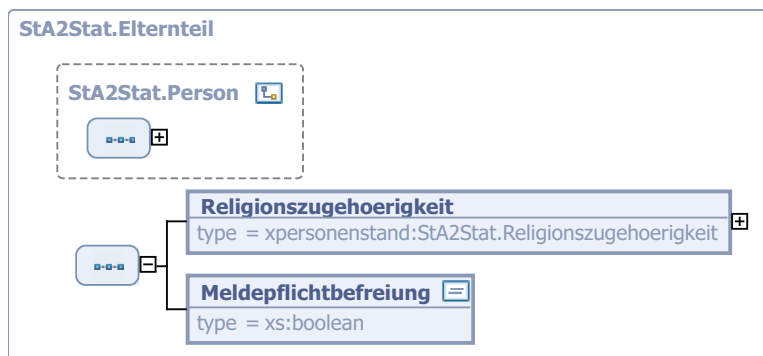 StA2Stat.Elternteil
StA2Stat.Person
Religionszugehoerigkeit
type = xpersonenstand:StA2Stat.Religionszugehoerigkeit
Meldepflichtbefreiung
type = xs:boolean